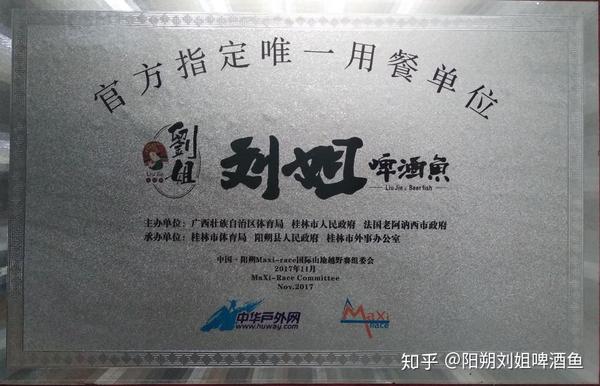 官方指定唯一用餐单位
劉姐
Liu Jie
刘姐 啤酒鱼
Liu Jie's Beer fish
主办单位：广西壮族自治区体育局 桂林市人民政府 法国老阿讷西市政府
承办单位：桂林市体育局 阳朔县人民政府 桂林市外事办公室
中国·阳朔Maxi-race国际山地越野赛组委会
2017年11月
MaXi-Race Committee
Nov.2017
中华户外网
www.huway.com
MaXi
race
知乎 @阳朔刘姐啤酒鱼